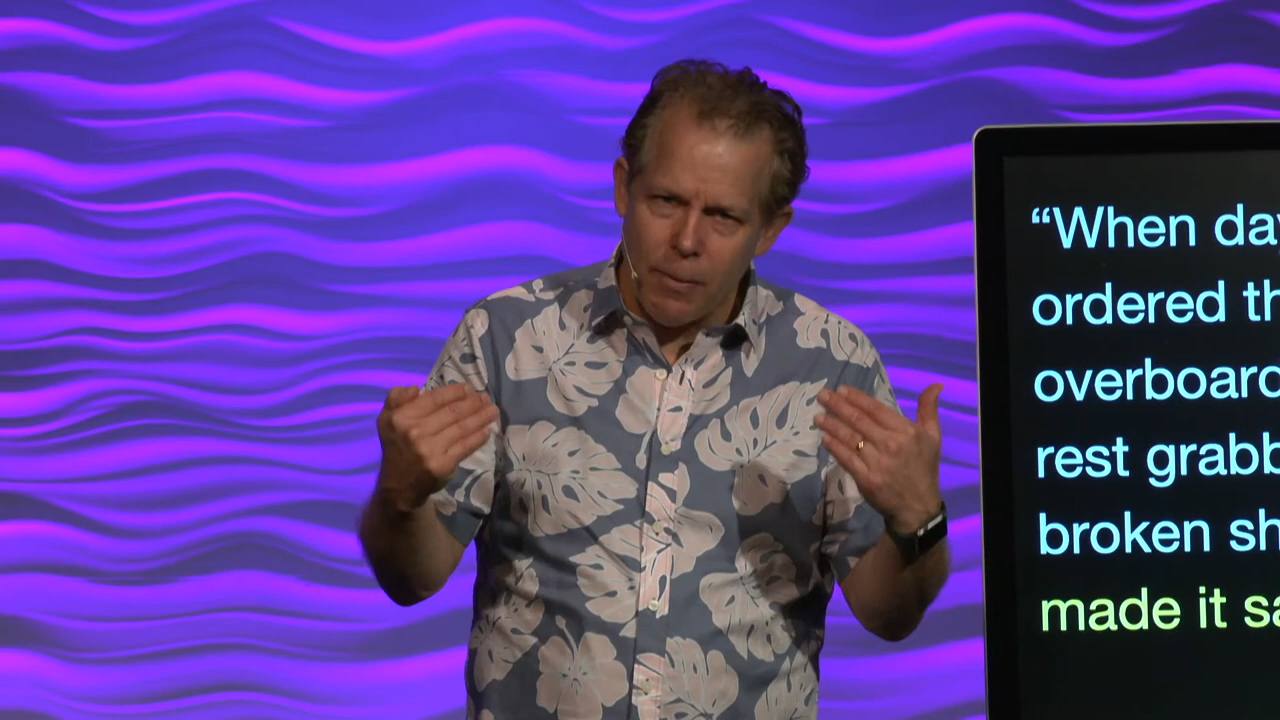 “When day
ordered th
overboard
rest grabb
broken sh
made it sa